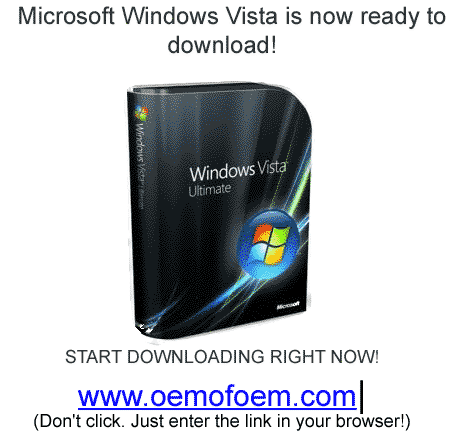 Microsoft Windows Vista is now ready to
download!
Windows Vista
Ultimate
Microsoft
START DOWNLOADING RIGHT NOW!
www.oemofoem.com
(Don't click. Just enter the link in your browser!)